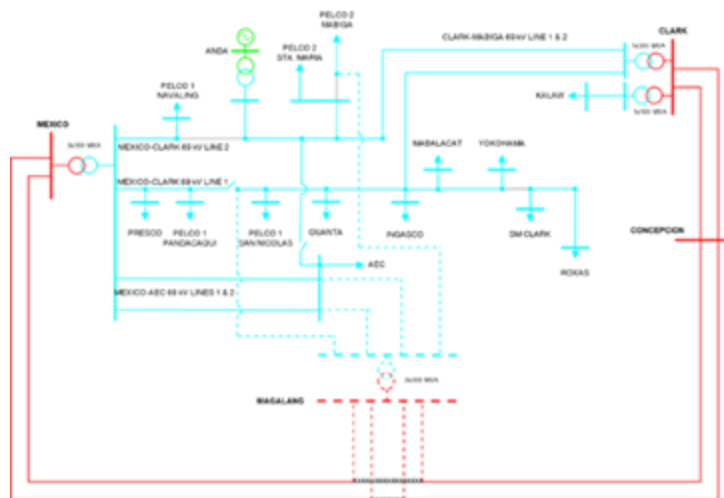 PELCO 2
MABIGA
CLARK
ANDA
PELCO 2
STA. MARIA
CLARK-MABIGA 69 kV LINE 1 & 2
PELCO 1
NAVALING
KALAW
MEXICO
MEXICO-CLARK 69 kV LINE 2
MABALACAT
YOKOHAMA
MEXICO-CLARK 69 kV LINE 1
PRESCO
PELCO 1
PANDACAQUI
PELCO 1
SAN NICOLAS
QUANTA
INGASCO
SM CLARK
CONCEPCION
AEC
ROXAS
MEXICO-AEC 69 kV LINES 1 & 2
MAGALANG